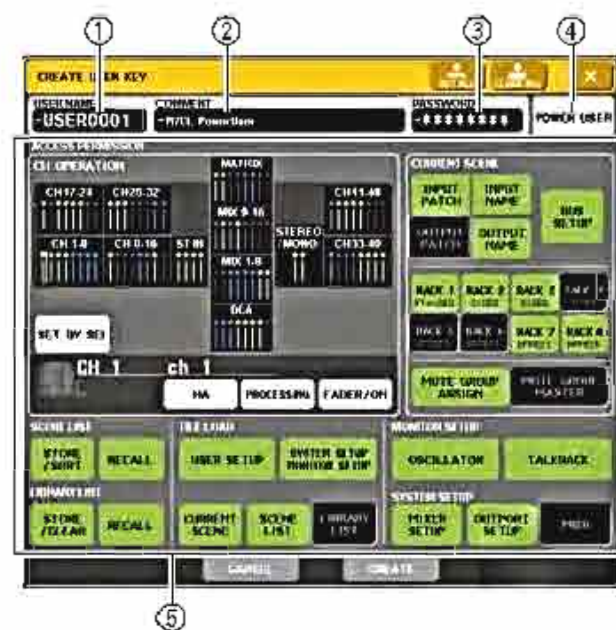 ① ② ③ ④
CREATE USER KEY
USER NAME COMMENT PASSWORD
-USER0001 -M7CL PowerUser -******** POWER USER
ACCESS PERMISSION
CH OPERATION
CURRENT SCENE
MATRIX
CH17-24 CH25-32 CH41-48
MIX 9-16
STEREO/MONO
CH 1-8 CH 9-16 ST IN CH33-40
MIX 1-8
DCA
INPUT PATCH
INPUT NAME
BUS SETUP
OUTPUT PATCH
OUTPUT NAME
RACK 1 RACK 2 RACK 3
RACK 5 RACK 6 RACK 7 RACK 8
SET BY SEL
CH 1 ch 1
HA PROCESSING FADER/ON
MUTE GROUP ASSIGN
MUTE GROUP MASTER
SCENE LIST FILE LOAD MONITOR SETUP
STORE/SORT RECALL USER SETUP SYSTEM SETUP MONITOR SETUP OSCILLATOR TALKBACK
LIBRARY LIST SYSTEM SETUP
STORE/CLEAR RECALL CURRENT SCENE SCENE LIST LIBRARY LIST MIXER SETUP OUTPORT SETUP
CANCEL CREATE
⑤